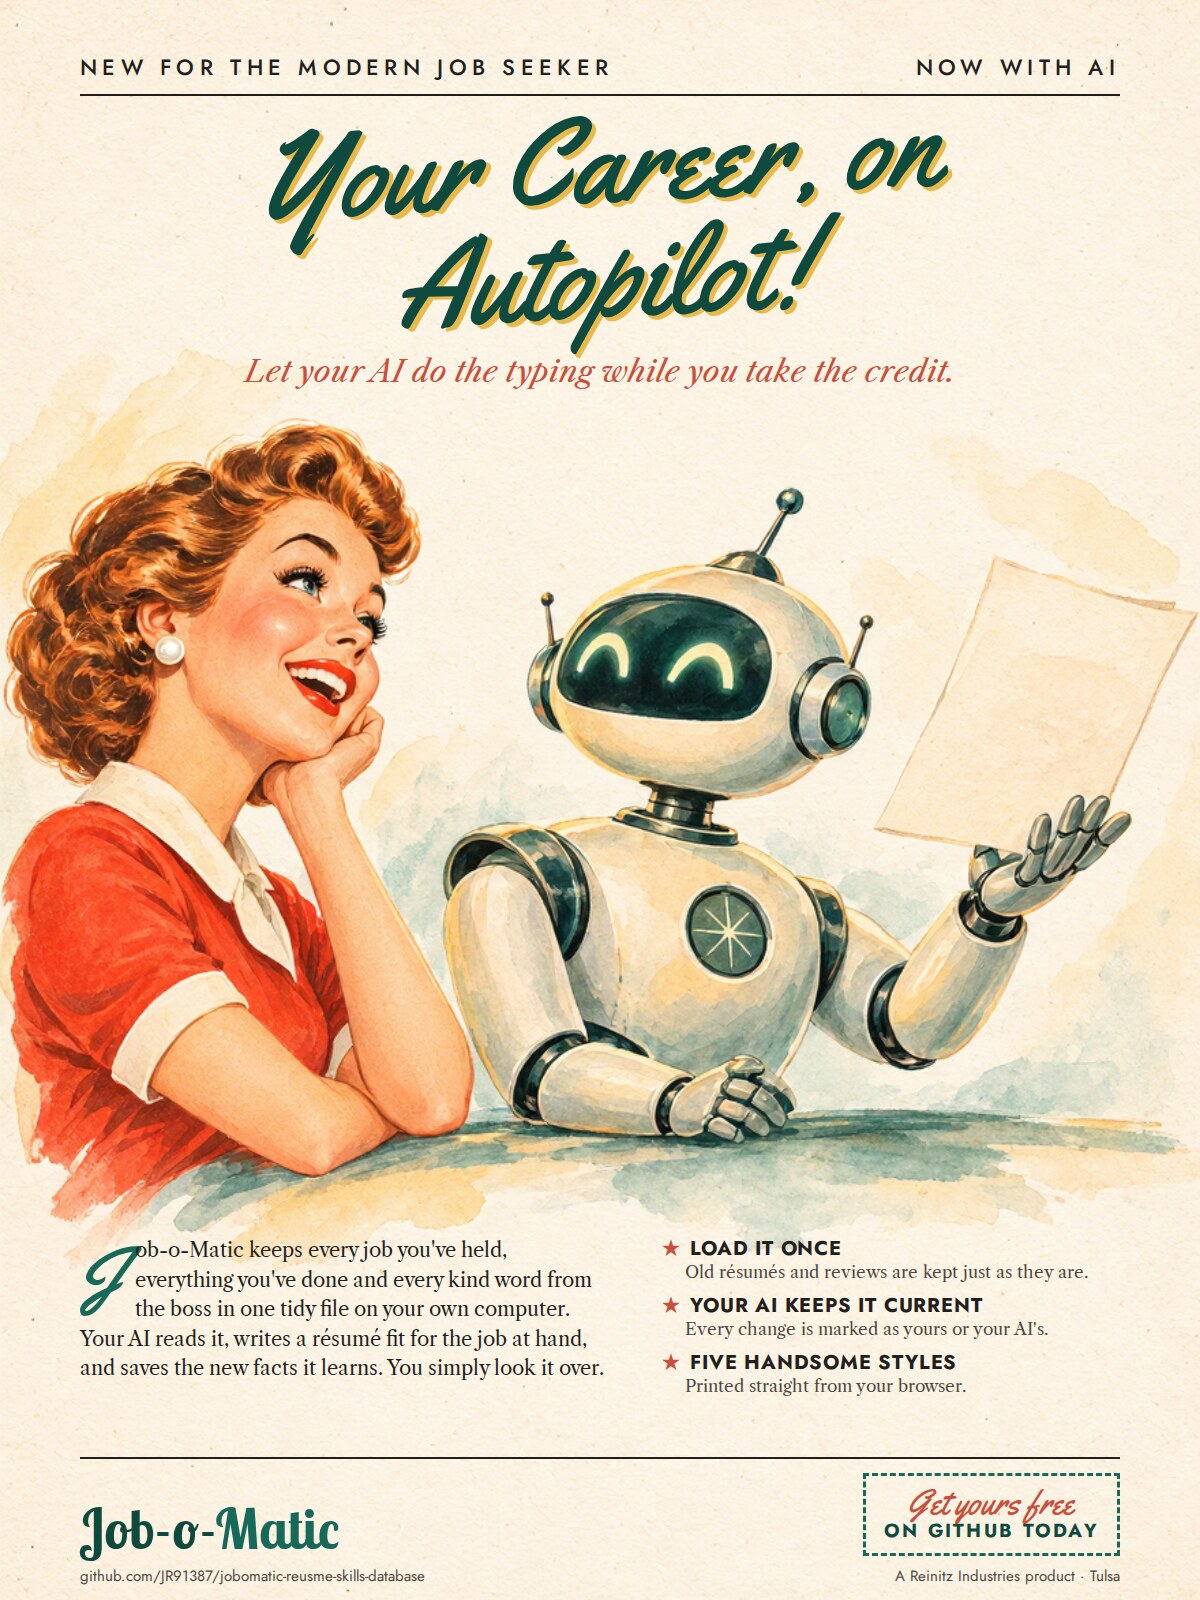 NEW FOR THE MODERN JOB SEEKER
NOW WITH AI
Your Career, on
Autopilot!
Let your AI do the typing while you take the credit.
Job-o-Matic keeps every job you've held,
everything you've done and every kind word from
the boss in one tidy file on your own computer.
Your AI reads it, writes a résumé fit for the job at hand,
and saves the new facts it learns. You simply look it over.
★ LOAD IT ONCE
Old résumés and reviews are kept just as they are.
★ YOUR AI KEEPS IT CURRENT
Every change is marked as yours or your AI's.
★ FIVE HANDSOME STYLES
Printed straight from your browser.
Job-o-Matic
github.com/JR91387/jobomatic-reusme-skills-database
Get yours free
ON GITHUB TODAY
A Reinitz Industries product · Tulsa